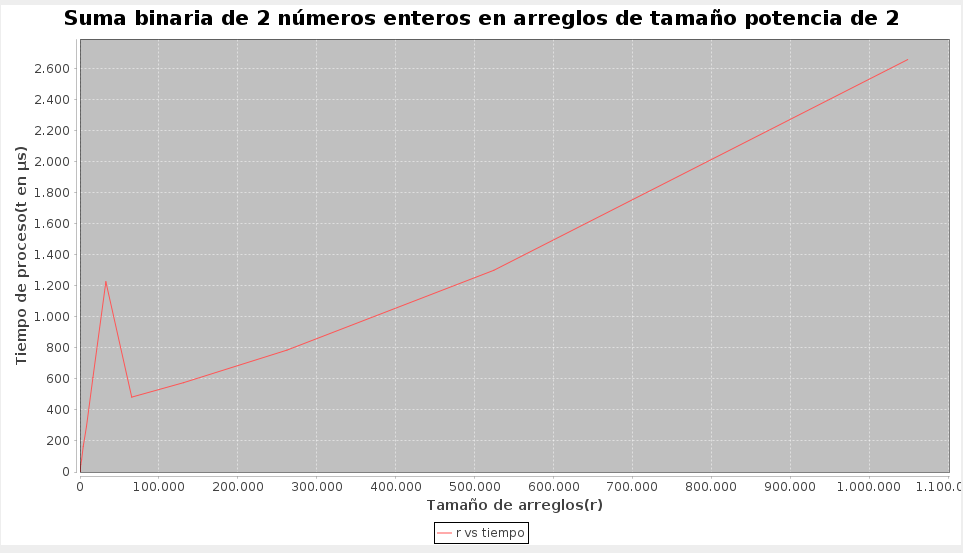 Suma binaria de 2 números enteros en arreglos de tamaño potencia de 2
Tiempo de proceso(t en µs)
2.600
2.400
2.200
2.000
1.800
1.600
1.400
1.200
1.000
800
600
400
200
0
0 100.000 200.000 300.000 400.000 500.000 600.000 700.000 800.000 900.000 1.000.000 1.100.0
Tamaño de arreglos(r)
r vs tiempo